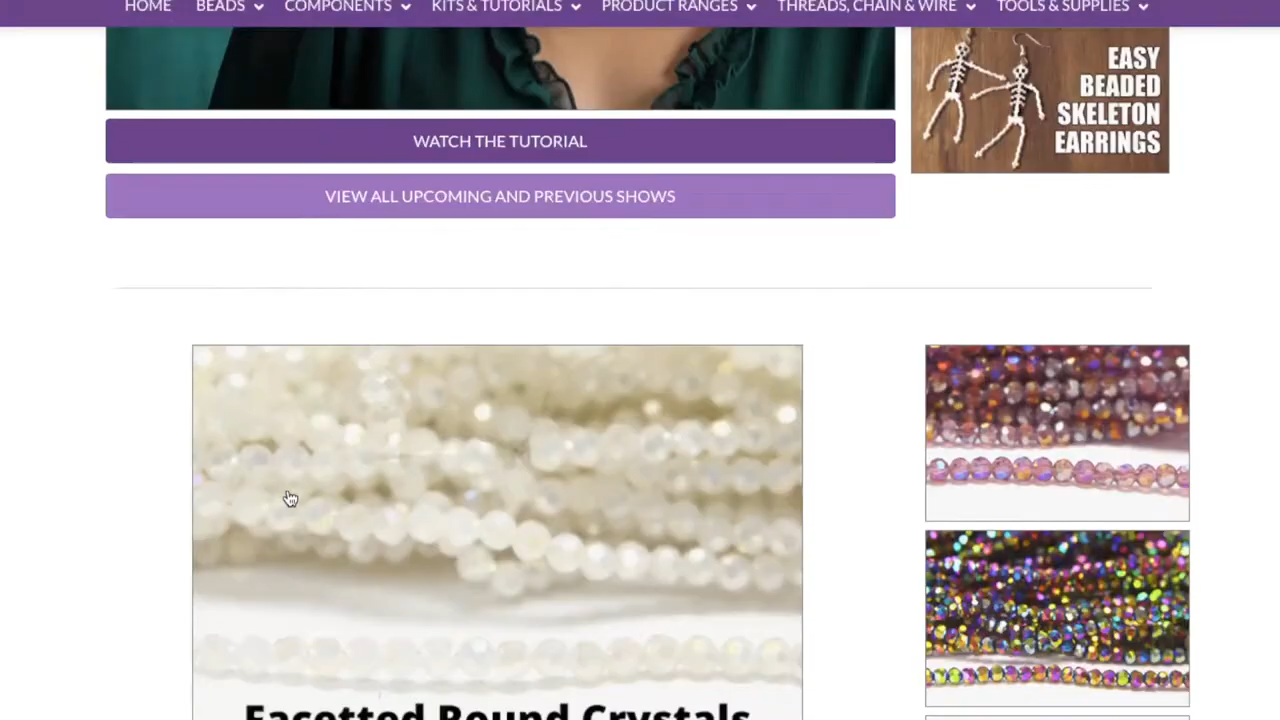 HOME BEADS COMPONENTS KITS & TUTORIALS PRODUCT RANGES THREADS, CHAIN & WIRE TOOLS & SUPPLIES
EASY
BEADED
SKELETON
EARRINGS
WATCH THE TUTORIAL
VIEW ALL UPCOMING AND PREVIOUS SHOWS
Facetted Round Crystals